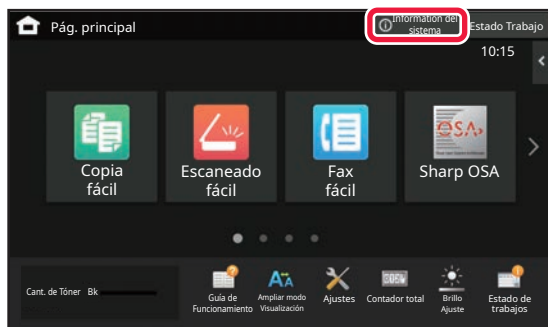 Pág. principal
Information del
sistema
Estado Trabajo
10:15
Copia
fácil
Escaneado
fácil
Fax
fácil
OSA
Sharp OSA
Cant. de Tóner Bk
Guía de
Funcionamiento
Ampliar modo
Visualización
Ajustes
Contador total
Brillo
Ajuste
Estado de
trabajos